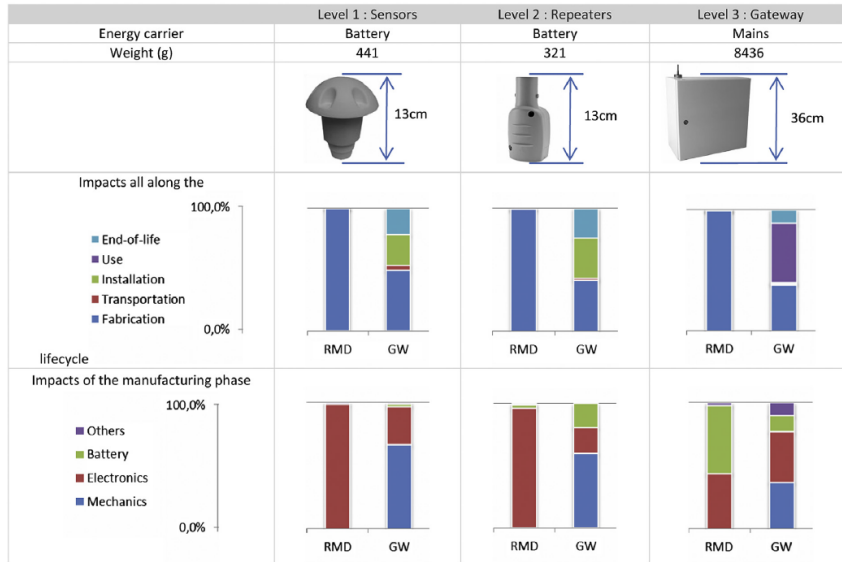 Level 1 : Sensors Level 2 : Repeaters Level 3 : Gateway
Energy carrier Battery Battery Mains
Weight (g) 441 321 8436
13cm 13cm 36cm
Impacts all along the
100,0%
End-of-life
Use
Installation
Transportation
Fabrication
0,0%
RMD GW RMD GW RMD GW
lifecycle
Impacts of the manufacturing phase
100,0%
Others
Battery
Electronics
Mechanics
0,0%
RMD GW RMD GW RMD GW